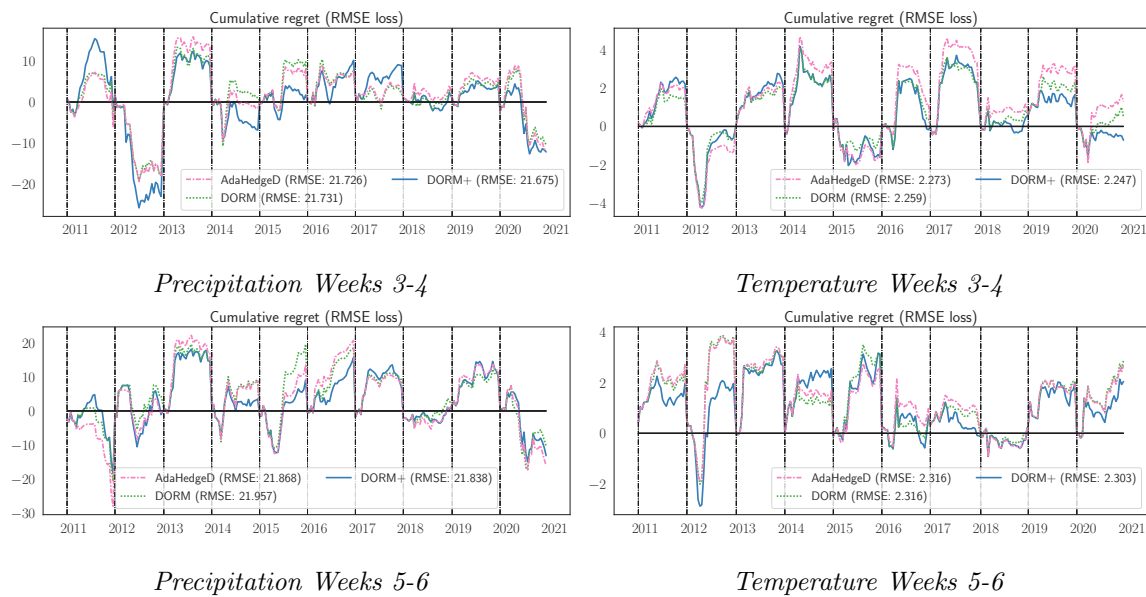 Cumulative regret (RMSE loss)
10
0
−10
−20
AdaHedgeD (RMSE: 21.726)
DORM (RMSE: 21.731)
DORM+ (RMSE: 21.675)
2011 2012 2013 2014 2015 2016 2017 2018 2019 2020 2021
Precipitation Weeks 3-4
Cumulative regret (RMSE loss)
4
2
0
−2
−4
AdaHedgeD (RMSE: 2.273)
DORM (RMSE: 2.259)
DORM+ (RMSE: 2.247)
2011 2012 2013 2014 2015 2016 2017 2018 2019 2020 2021
Temperature Weeks 3-4
Cumulative regret (RMSE loss)
20
10
0
−10
−20
−30
AdaHedgeD (RMSE: 21.868)
DORM (RMSE: 21.957)
DORM+ (RMSE: 21.838)
2011 2012 2013 2014 2015 2016 2017 2018 2019 2020 2021
Precipitation Weeks 5-6
Cumulative regret (RMSE loss)
4
2
0
−2
AdaHedgeD (RMSE: 2.316)
DORM (RMSE: 2.316)
DORM+ (RMSE: 2.303)
2011 2012 2013 2014 2015 2016 2017 2018 2019 2020 2021
Temperature Weeks 5-6